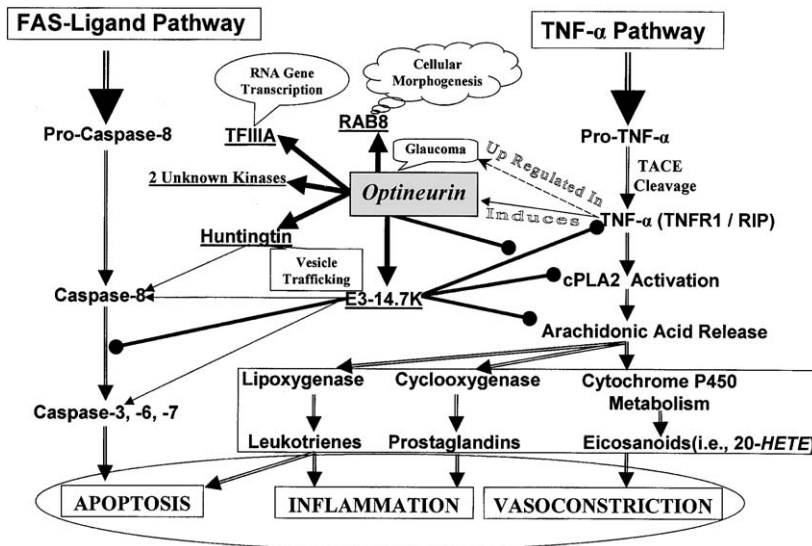 FAS-Ligand Pathway
TNF-α Pathway
Cellular
Morphogenesis
RNA Gene
Transcription
Pro-Caspase-8
TFIIIA
RAB8
Pro-TNF-α
Glaucoma
TACE
Cleavage
Up Regulated In
2 Unknown Kinases
Optineurin
Induces
TNF-α (TNFR1 / RIP)
Huntingtin
Vesicle
Trafficking
cPLA2 Activation
Caspase-8
E3-14.7K
Arachidonic Acid Release
Lipoxygenase
Cyclooxygenase
Cytochrome P450
Metabolism
Caspase-3, -6, -7
Leukotrienes
Prostaglandins
Eicosanoids(i.e., 20-HETE)
APOPTOSIS
INFLAMMATION
VASOCONSTRICTION